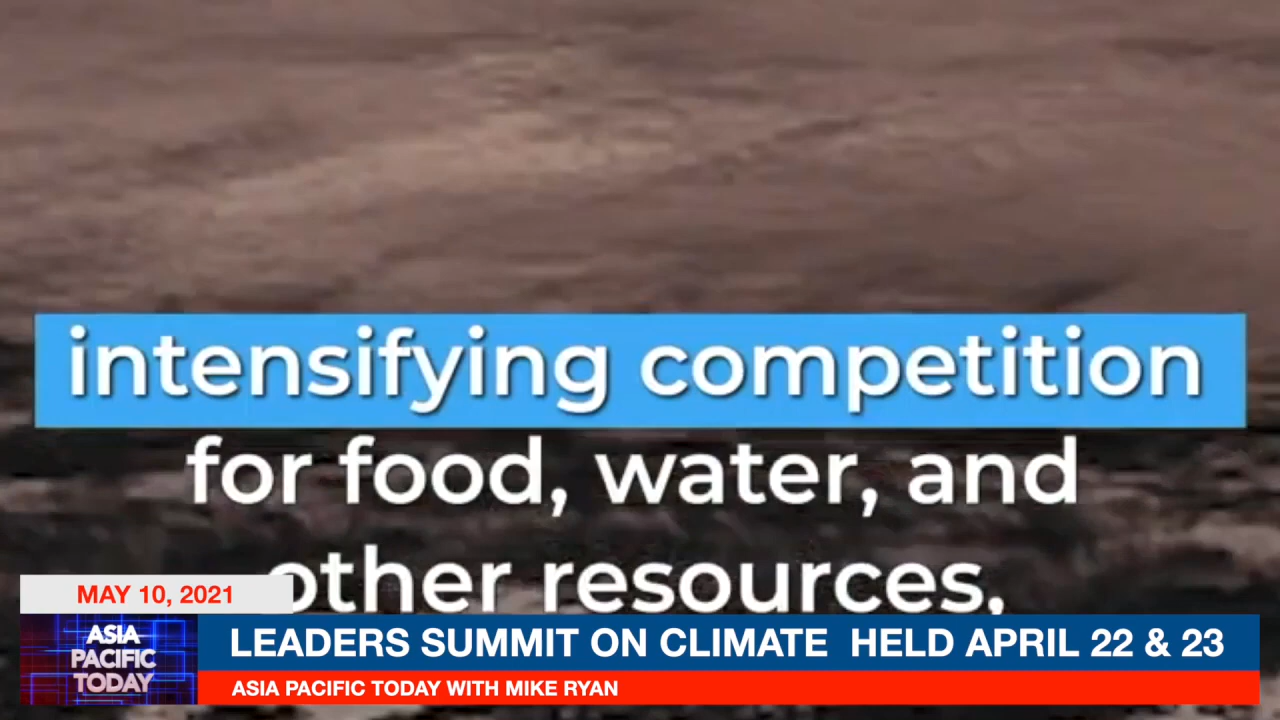 intensifying competition
for food, water, and
other resources,
MAY 10, 2021
ASIA
PACIFIC
TODAY
LEADERS SUMMIT ON CLIMATE  HELD APRIL 22 & 23
ASIA PACIFIC TODAY WITH MIKE RYAN